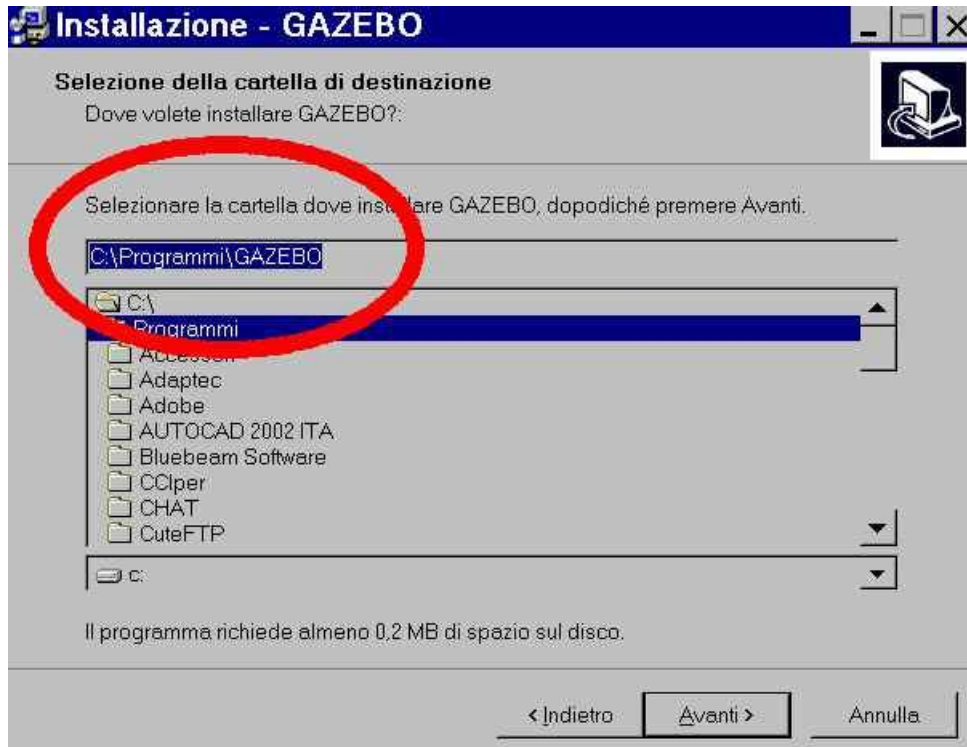 Installazione - GAZEBO
Selezione della cartella di destinazione
Dove volete installare GAZEBO?:
Selezionare la cartella dove installare GAZEBO, dopodiché premere Avanti.
C:\Programmi\GAZEBO
C:\
Programmi
Accessori
Adaptec
Adobe
AUTOCAD 2002 ITA
Bluebeam Software
CCIper
CHAT
CuteFTP
c:
Il programma richiede almeno 0,2 MB di spazio sul disco.
< Indietro
Avanti >
Annulla